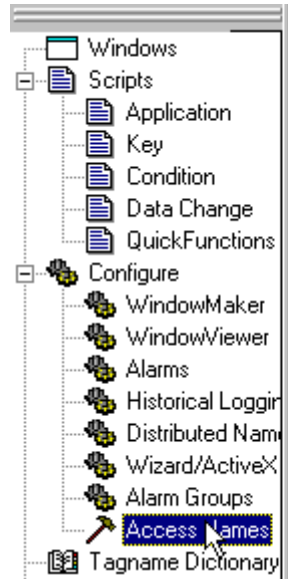 Windows
Scripts
Application
Key
Condition
Data Change
QuickFunctions
Configure
WindowMaker
WindowViewer
Alarms
Historical Loggin
Distributed Nam
Wizard/ActiveX
Alarm Groups
Access Names
Tagname Dictionary